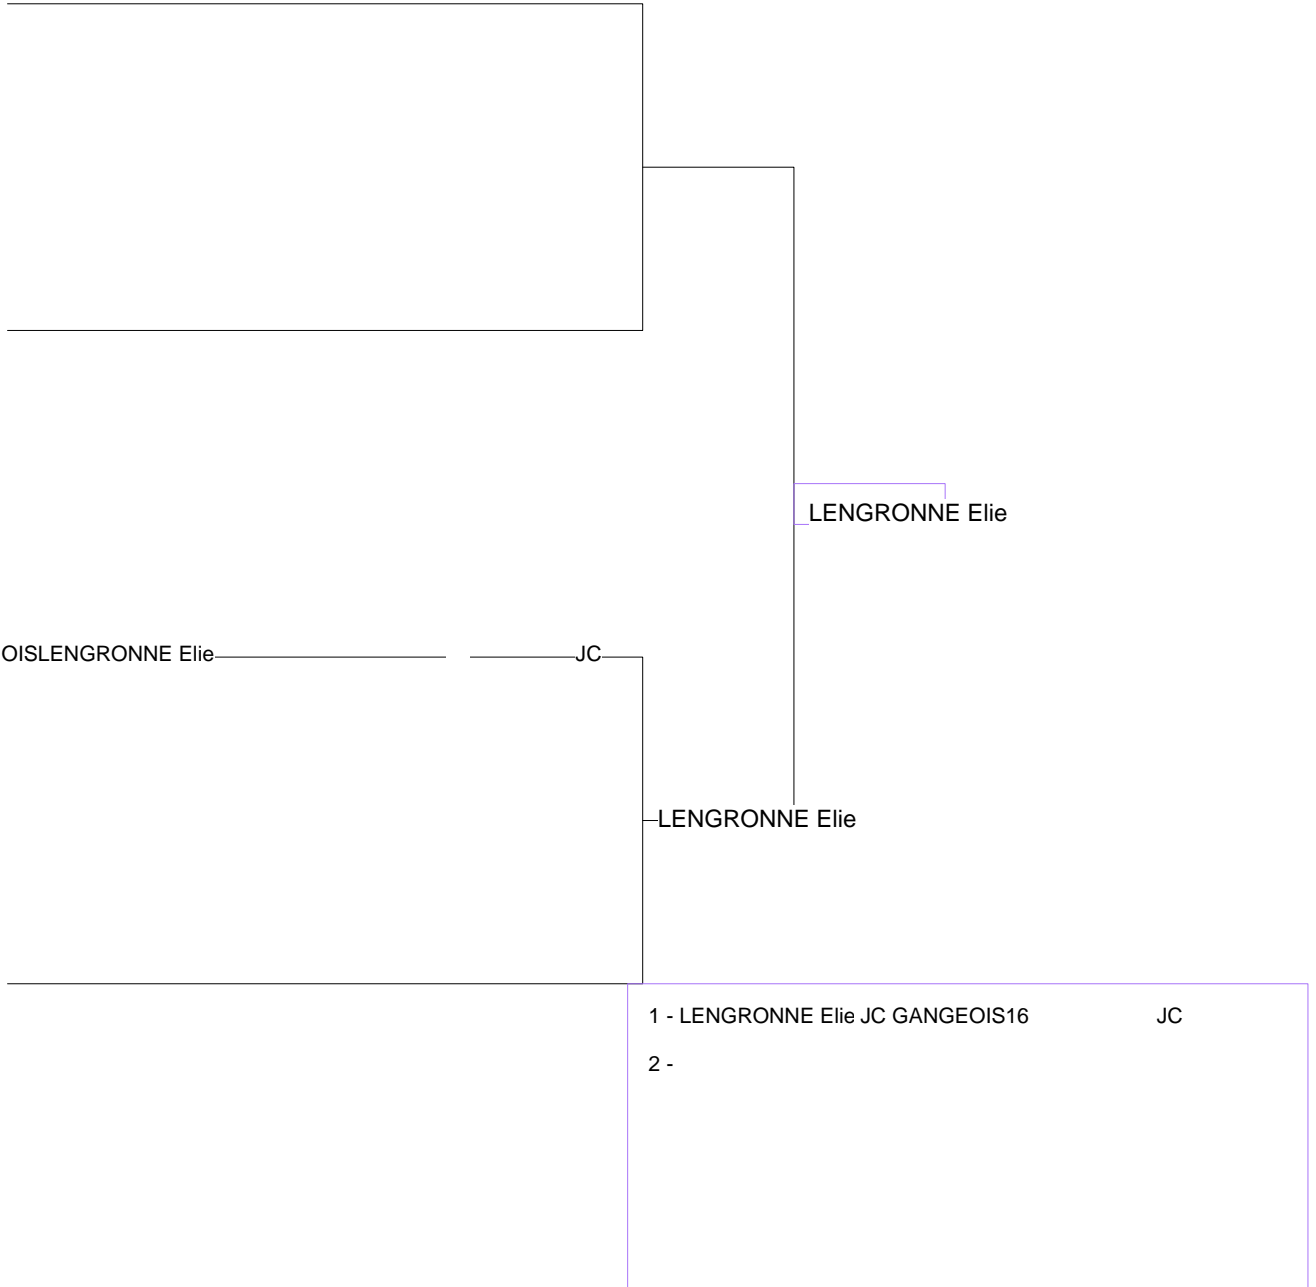 LENGRONNE Elie
OISLENGRONNE Elie JC
LENGRONNE Elie
1 - LENGRONNE Elie JC GANGEOIS16 JC
2 -